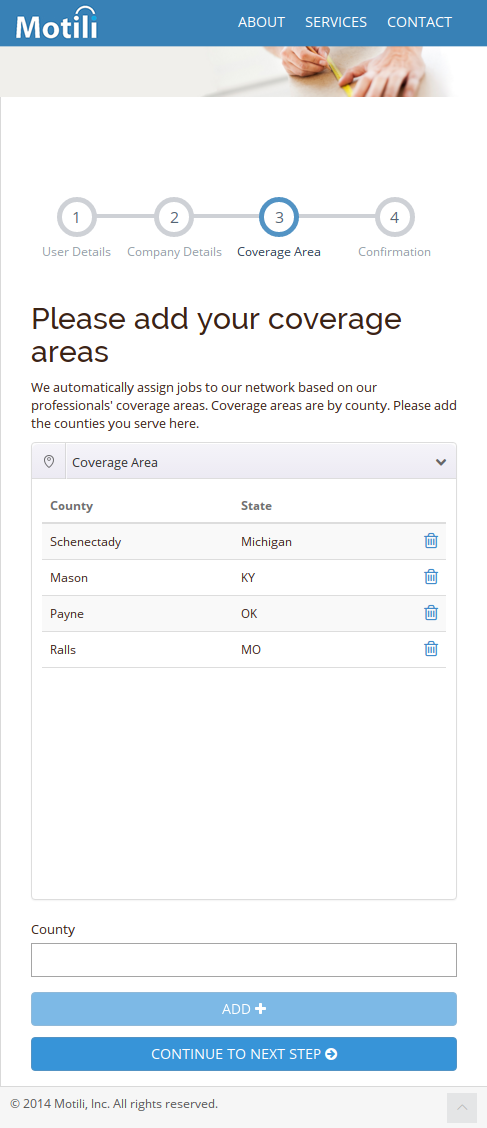 Motili ABOUT SERVICES CONTACT
1 2 3 4
User Details Company Details Coverage Area Confirmation
Please add your coverage
areas
We automatically assign jobs to our network based on our
professionals' coverage areas. Coverage areas are by county. Please add
the counties you serve here.
Coverage Area
County State
Schenectady Michigan
Mason KY
Payne OK
Ralls MO
County
ADD
CONTINUE TO NEXT STEP
© 2014 Motili, Inc. All rights reserved.